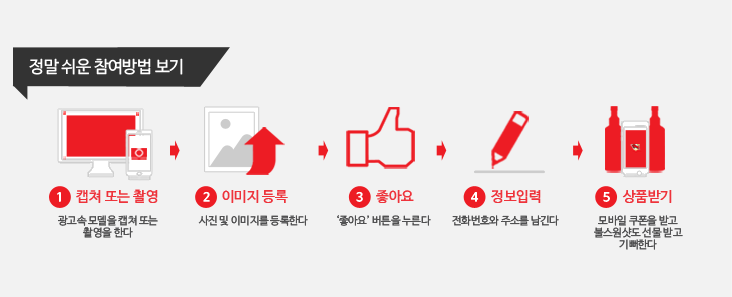 정말 쉬운 참여방법 보기
1 캡쳐 또는 촬영
광고속 모델을 캡쳐 또는
촬영을 한다
2 이미지 등록
사진 및 이미지를 등록한다
3 좋아요
‘좋아요’ 버튼을 누른다
4 정보입력
전화번호와 주소를 남긴다
5 상품받기
모바일 쿠폰을 받고
불스원샷도 선물 받고
기뻐한다